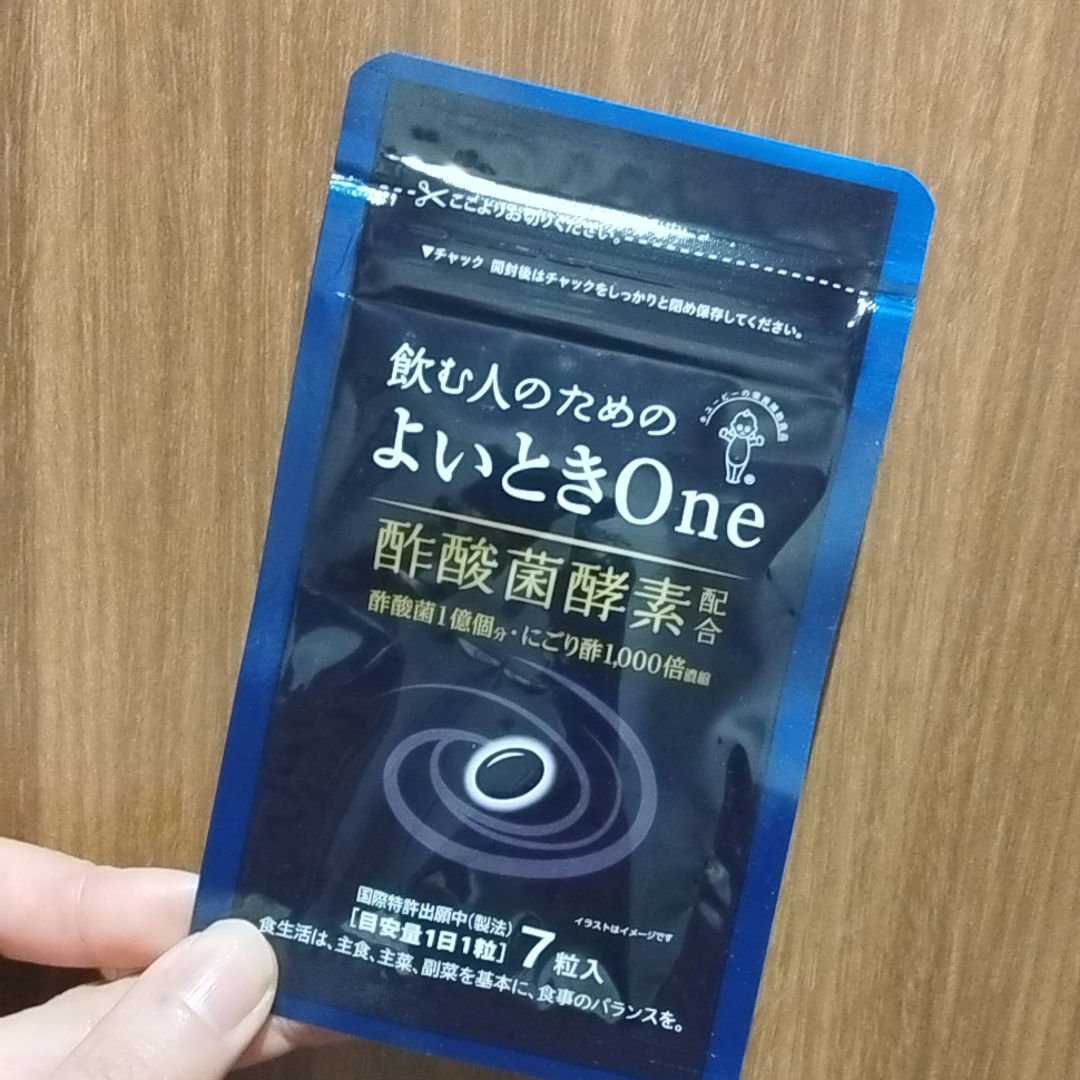 ここよりお切りください。
▼チャック 開封後はチャックをしっかりと閉め保存してください。
飲む人のための
よいときOne
酢酸菌酵素配合
酢酸菌1億個分・にごり酢1,000倍濃縮
国際特許出願中(製法)
イラストはイメージです
[目安量1日1粒] 7粒入
食生活は、主食、主菜、副菜を基本に、食事のバランスを。